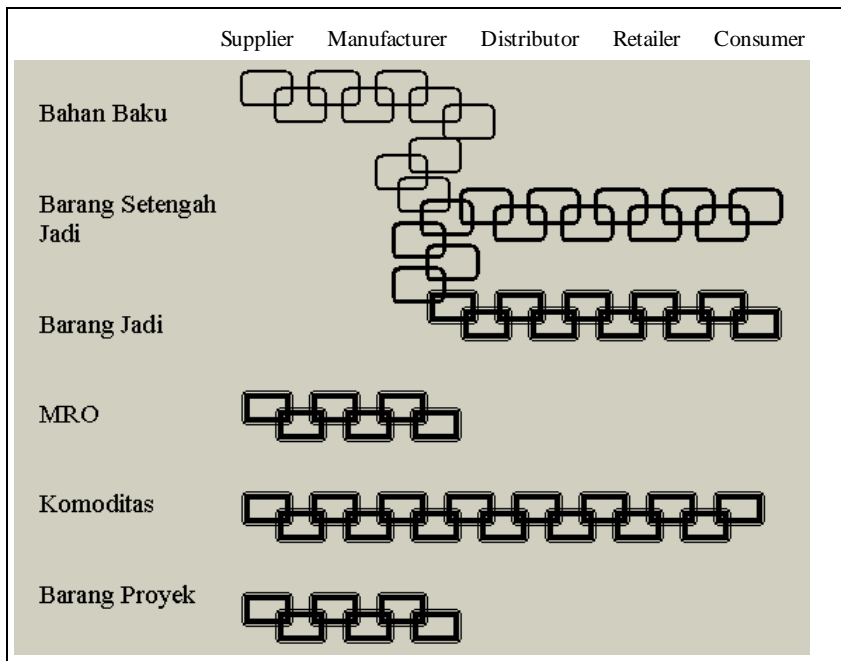 Supplier Manufacturer Distributor Retailer Consumer
Bahan Baku
Barang Setengah
Jadi
Barang Jadi
MRO
Komoditas
Barang Proyek